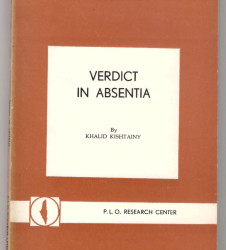 VERDICT
IN ABSENTIA
By
KHALID KISHTAINY
P.L.O. RESEARCH CENTER